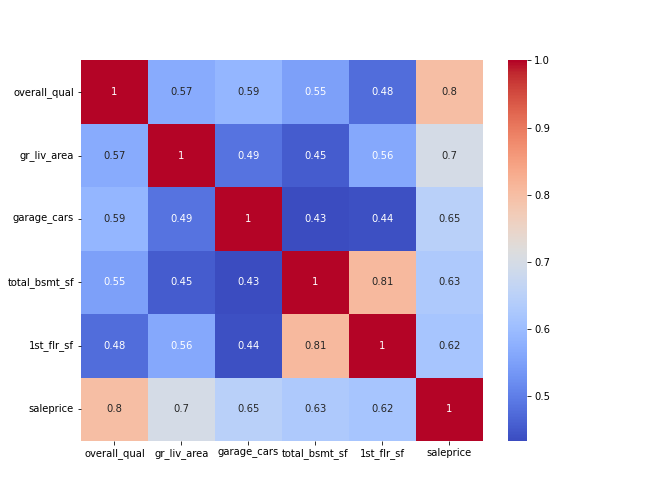 overall_qual 1 0.57 0.59 0.55 0.48 0.8
gr_liv_area 0.57 1 0.49 0.45 0.56 0.7
garage_cars 0.59 0.49 1 0.43 0.44 0.65
total_bsmt_sf 0.55 0.45 0.43 1 0.81 0.63
1st_flr_sf 0.48 0.56 0.44 0.81 1 0.62
saleprice 0.8 0.7 0.65 0.63 0.62 1
overall_qual gr_liv_area garage_cars total_bsmt_sf 1st_flr_sf saleprice
1.0
0.9
0.8
0.7
0.6
0.5